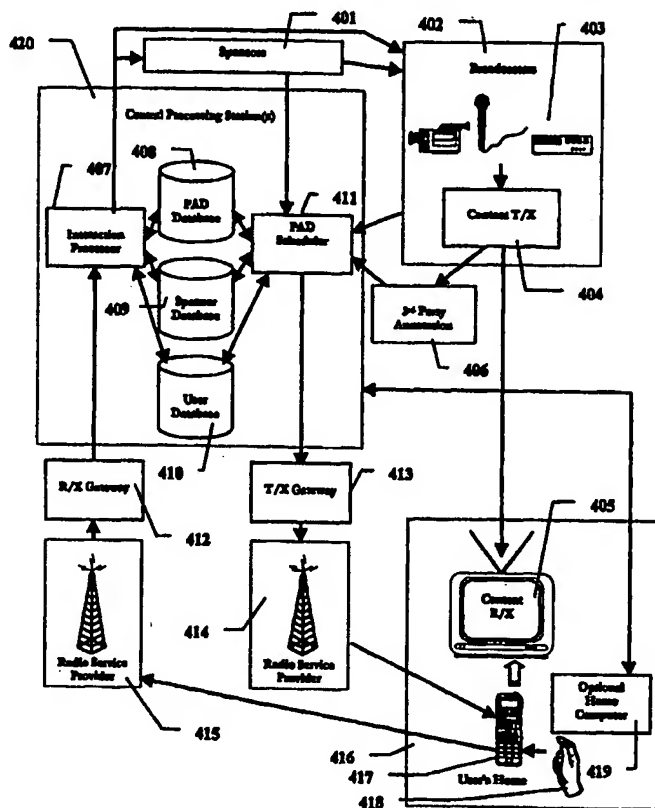 401
402
403
420
Sponsors
Broadcasters
Central Processing Station(s)
408
407
411
PAD
Database
Interaction
Processor
PAD
Scheduler
Content T/X
404
409
Sponsor
Database
3rd Party
406
User
Database
410
R/X Gateway
412
T/X Gateway
413
405
Content
R/X
414
Radio Service
Provider
Radio Service
Provider
415
Optional
Home
Computer
416
417
User's Home
419
418